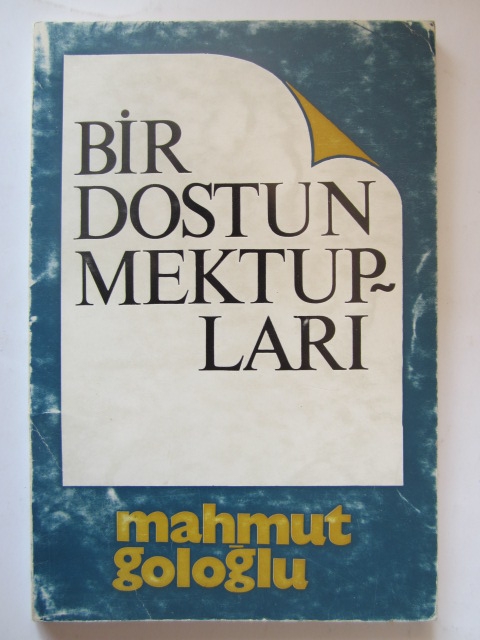 BİR
DOSTUN
MEKTUP~
LARI
mahmut
goloğlu